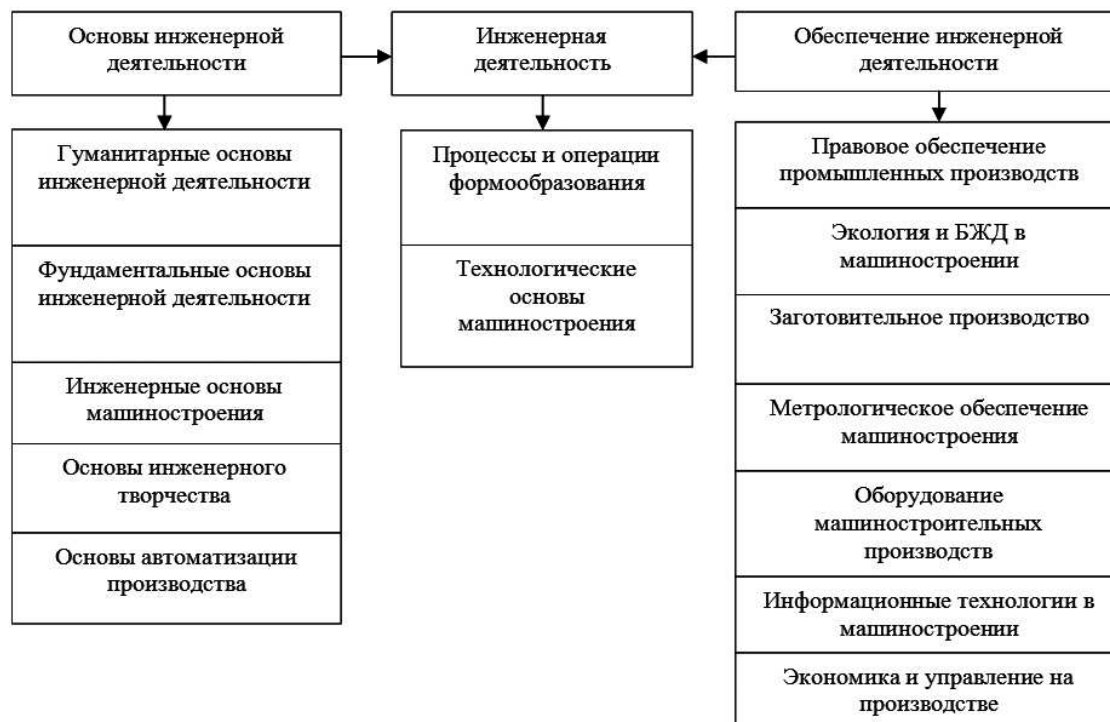 Основы инженерной
деятельности
Инженерная
деятельность
Обеспечение инженерной
деятельности
Гуманитарные основы
инженерной деятельности
Фундаментальные основы
инженерной деятельности
Инженерные основы
машиностроения
Основы инженерного
творчества
Основы автоматизации
производства
Процессы и операции
формообразования
Технологические
основы
машиностроения
Правовое обеспечение
промышленных производств
Экология и БЖД в
машиностроении
Заготовительное производство
Метрологическое обеспечение
машиностроения
Оборудование
машиностроительных
производств
Информационные технологии в
машиностроении
Экономика и управление на
производстве